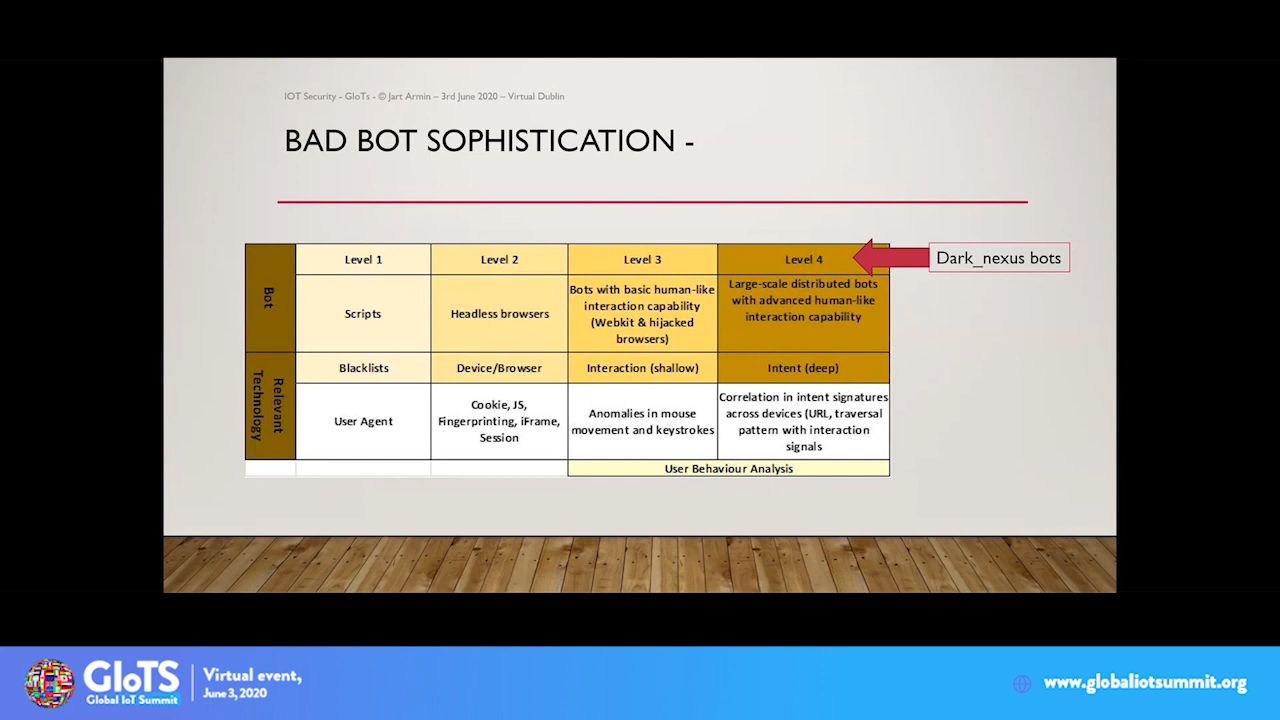 IOT Security - GIoTs - © Jart Armin – 3rd June 2020 – Virtual Dublin
BAD BOT SOPHISTICATION -
Bot
Level 1
Level 2
Level 3
Level 4
Dark_nexus bots
Scripts
Headless browsers
Bots with basic human-like
interaction capability
(Webkit & hijacked
browsers)
Large-scale distributed bots
with advanced human-like
interaction capability
Relevant
Technology
Blacklists
Device/Browser
Interaction (shallow)
Intent (deep)
User Agent
Cookie, JS,
Fingerprinting, iFrame,
Session
Anomalies in mouse
movement and keystrokes
Correlation in intent signatures
across devices (URL, traversal
pattern with interaction
signals
User Behaviour Analysis
GIoTS
Global IoT Summit
Virtual event,
June 3, 2020
www.globaliotsummit.org